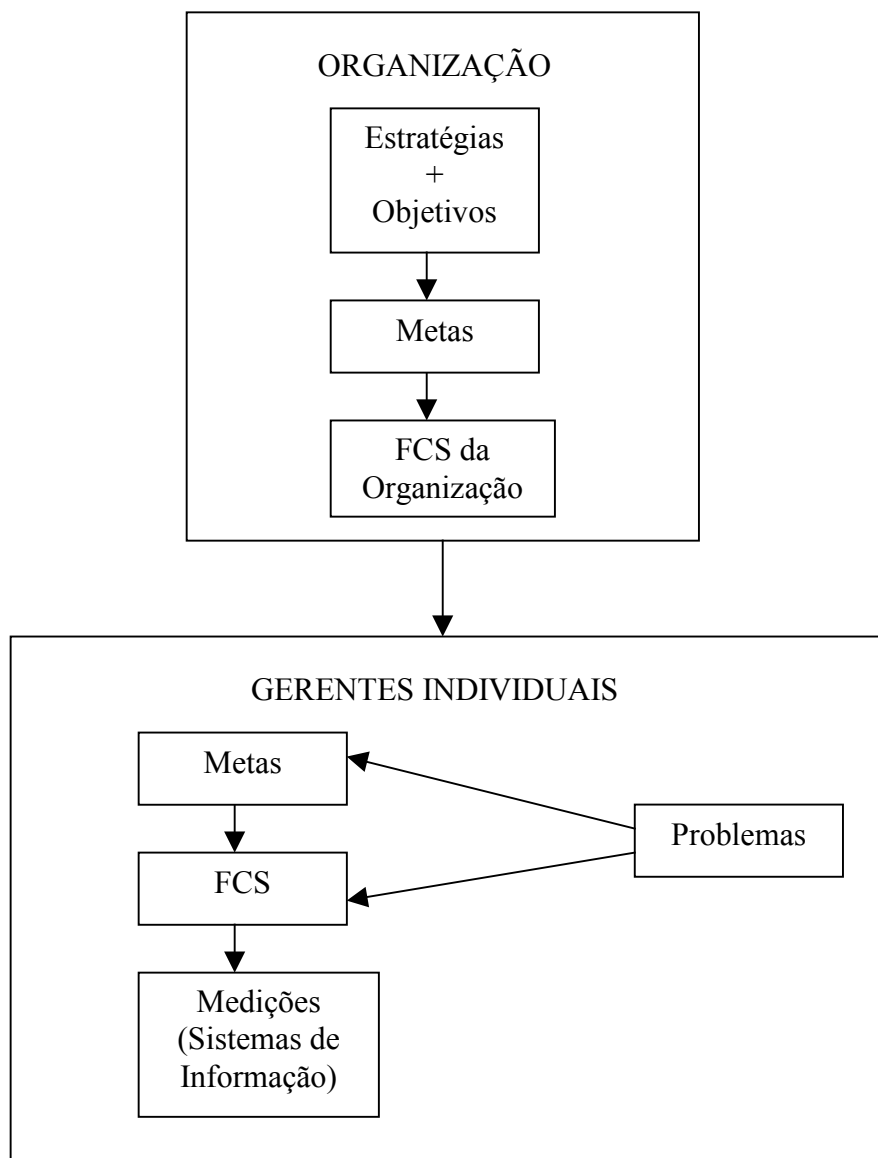 ORGANIZAÇÃO
Estratégias
+
Objetivos
Metas
FCS da
Organização
GERENTES INDIVIDUAIS
Metas
Problemas
FCS
Medições
(Sistemas de
Informação)